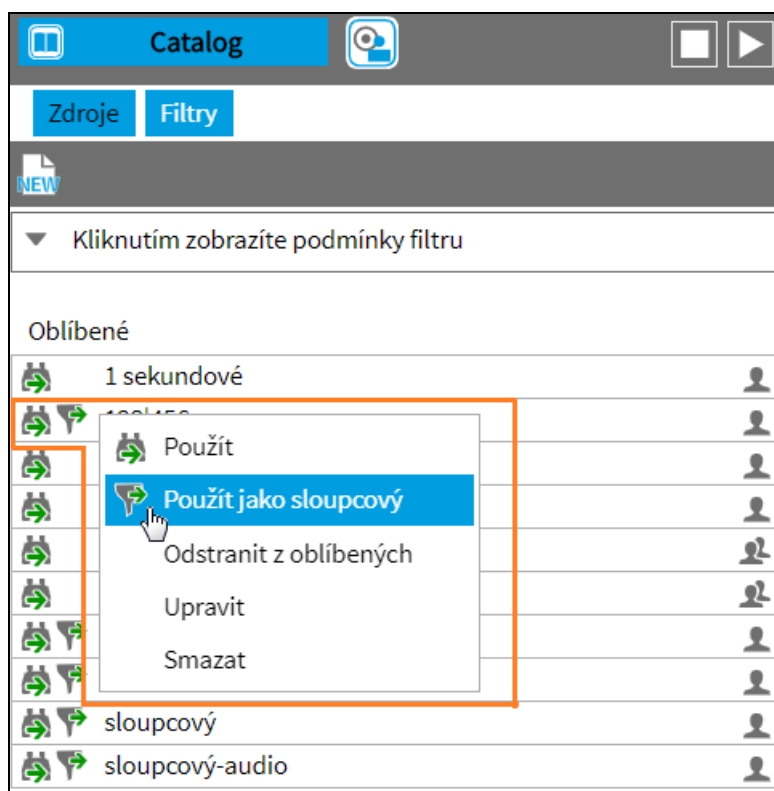 Catalog
Zdroje Filtry
NEW
Kliknutím zobrazíte podmínky filtru
Oblíbené
1 sekundové
Použít
Použít jako sloupcový
Odstranit z oblíbených
Upravit
Smazat
sloupcový
sloupcový-audio